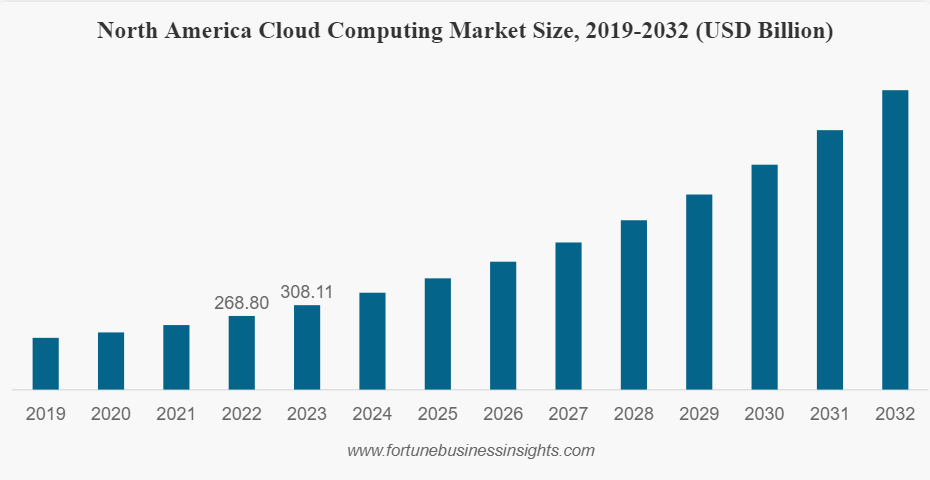 North America Cloud Computing Market Size, 2019-2032 (USD Billion)
268.80 308.11
2019 2020 2021 2022 2023 2024 2025 2026 2027 2028 2029 2030 2031 2032
www.fortunebusinessinsights.com